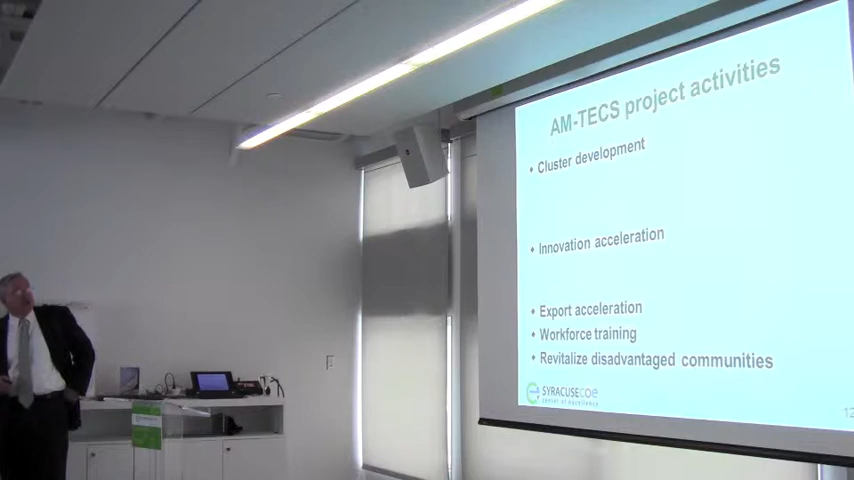 AM-TECS project activities
• Cluster development
• Innovation acceleration
• Export acceleration
• Workforce training
• Revitalize disadvantaged communities
SYRACUSECOE
center of excellence
12